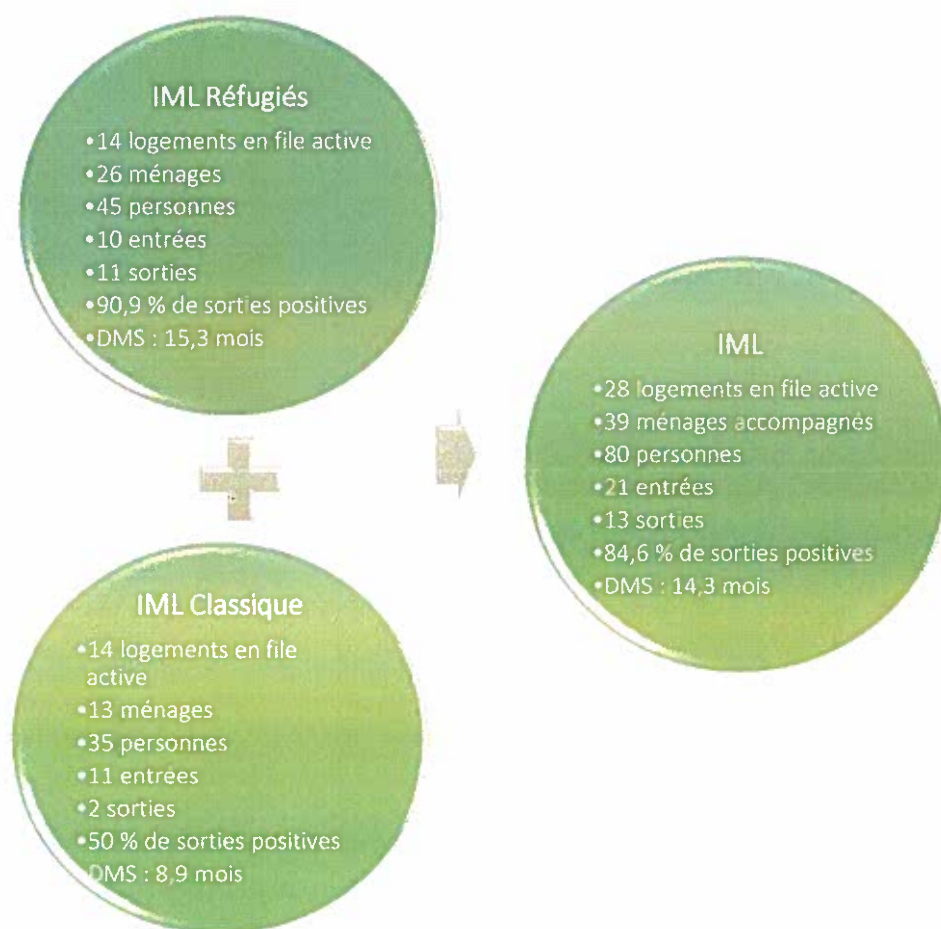 IML Réfugiés
•14 logements en file active
•26 ménages
•45 personnes
•10 entrées
•11 sorties
•90,9 % de sorties positives
•DMS : 15,3 mois
IML Classique
•14 logements en file
active
•13 ménages
•35 personnes
•11 entrées
•2 sorties
•50 % de sorties positives
DMS : 8,9 mois
IML
•28 logements en file active
•39 ménages accompagnés
•80 personnes
•21 entrées
•13 sorties
•84,6 % de sorties positives
•DMS : 14,3 mois